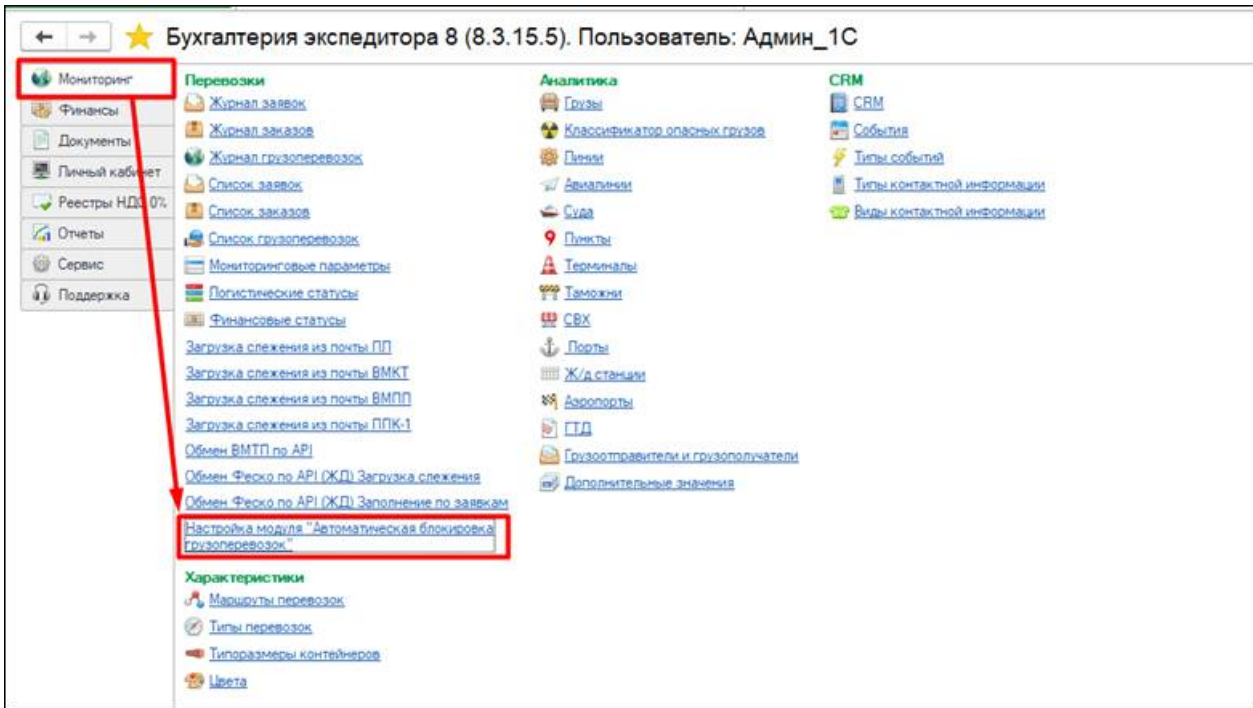 Бухгалтерия экспедитора 8 (8.3.15.5). Пользователь: Админ_1С
Мониторинг
Финансы
Документы
Личный кабинет
Реестры НДС 0%
Отчеты
Сервис
Поддержка
Перевозки
Журнал заявок
Журнал заказов
Журнал грузоперевозок
Список заявок
Список заказов
Список грузоперевозок
Мониторинговые параметры
Логистические статусы
Финансовые статусы
Загрузка слежения из почты ПЛ
Загрузка слежения из почты ВМКТ
Загрузка слежения из почты ВМПП
Загрузка слежения из почты ППК-1
Обмен ВМТП по API
Обмен Феско по API (ЖД) Загрузка слежения
Обмен Феско по API (ЖД) Заполнение по заявкам
Настройка модуля "Автоматическая блокировка
грузоперевозок"
Характеристики
Маршруты перевозок
Типы перевозок
Типоразмеры контейнеров
Цвета
Аналитика
Грузы
Классификатор опасных грузов
Линии
Авиалинии
Суда
Пункты
Терминалы
Таможни
СВХ
Порты
Ж/д станции
Аэропорты
ГТД
Грузоотправители и грузополучатели
Дополнительные значения
CRM
CRM
События
Типы событий
Типы контактной информации
Виды контактной информации